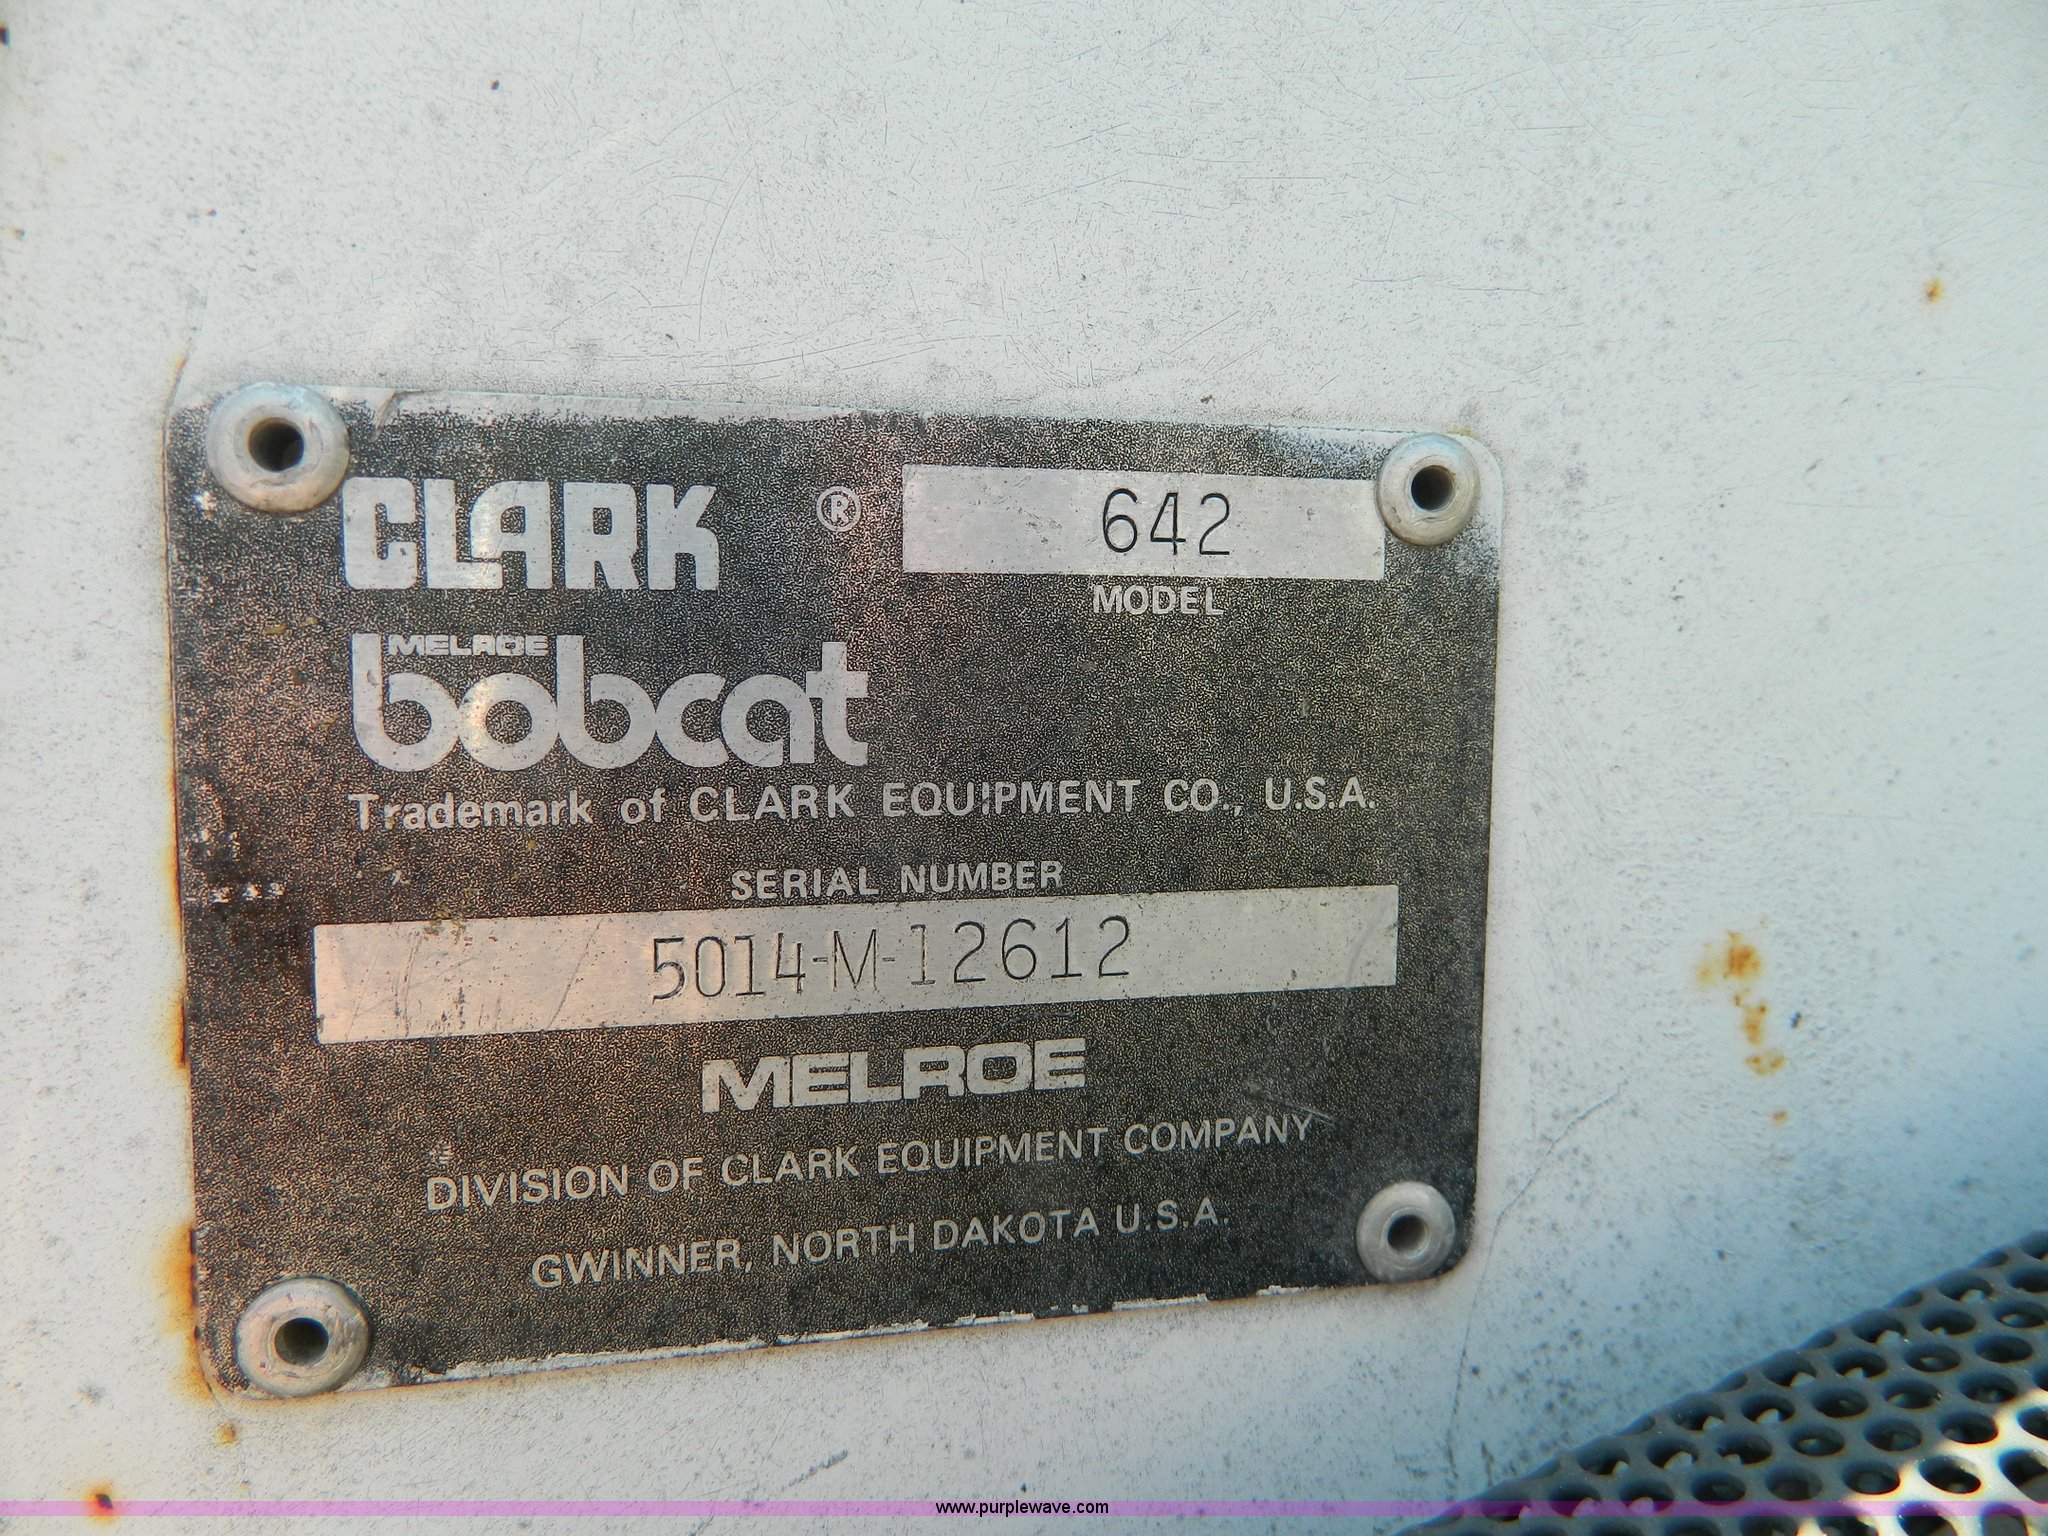 CLARK ® 642
MODEL
MELROE
bobcat
Trademark of CLARK EQUIPMENT CO., U.S.A.
SERIAL NUMBER
5014-M-12612
MELROE
DIVISION OF CLARK EQUIPMENT COMPANY
GWINNER, NORTH DAKOTA U.S.A.
www.purplewave.com